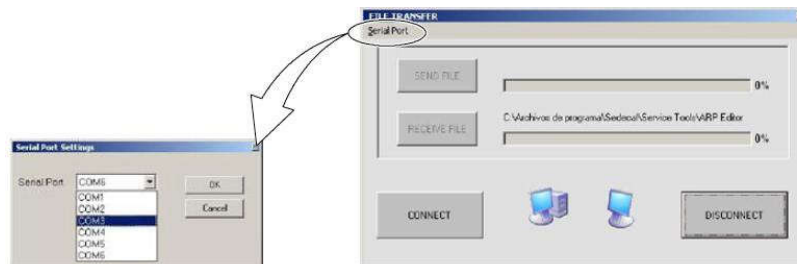 FILE TRANSFER
Serial Port
SEND FILE
0%
C:\Archivos de programa\Sedecal\Service Tools\ARP Editor
RECEIVE FILE
0%
CONNECT
DISCONNECT
Serial Port Settings
Serial Port
COM6
OK
COM1
COM2
Cancel
COM3
COM4
COM5
COM6